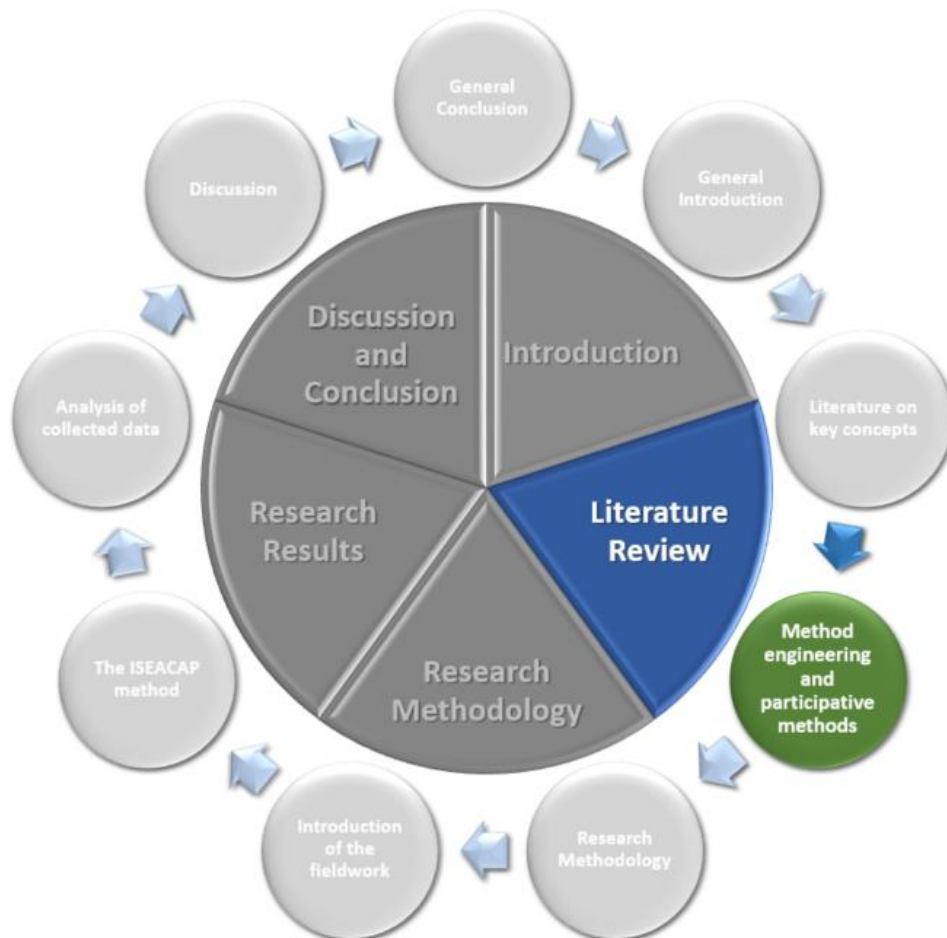 General
Conclusion
General
Introduction
Literature on
key concepts
Method
engineering
and
participative
methods
Research
Methodology
Introduction
of the
fieldwork
The ISEACAP
method
Analysis of
collected data
Discussion
Introduction
Literature
Review
Research
Methodology
Research
Results
Discussion
and
Conclusion